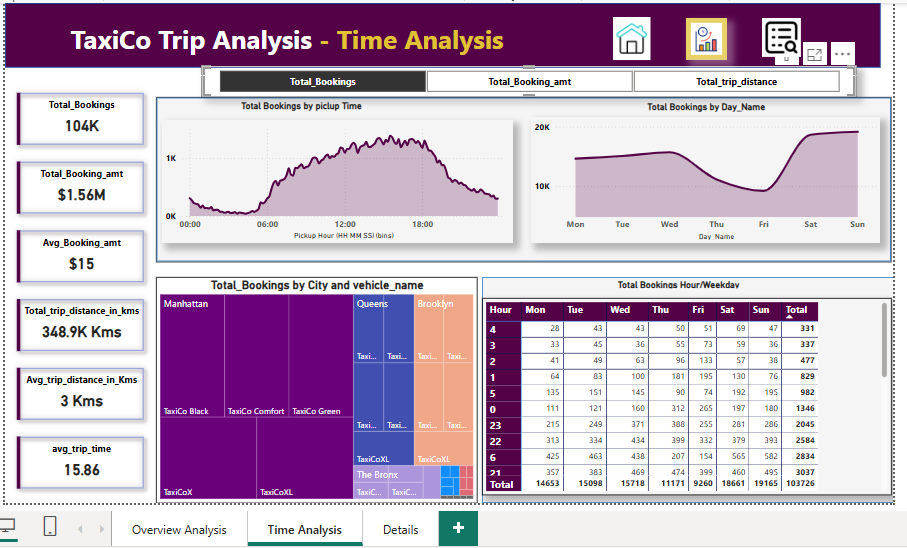 TaxiCo Trip Analysis - Time Analysis
Total_Bookings
Total_Booking_amt
Total_trip_distance
Total_Bookings
104K
Total_Booking_amt
$1.56M
Avg_Booking_amt
$15
Total_trip_distance_in_kms
348.9K Kms
Avg_trip_distance_in_Kms
3 Kms
avg_trip_time
15.86
Total Bookings by piclup Time
1K
0K
00:00 06:00 12:00 18:00
Pickup Hour (HH MM SS) (bins)
Total Bookings by Day_Name
20K
10K
Mon Tue Wed Thu Fri Sat Sun
Day_Name
Total_Bookings by City and vehicle_name
Manhattan
TaxiCo Black
TaxiCo Comfort
TaxiCo Green
TaxiCoX
TaxiCoXL
Queens
Taxi... Taxi...
Taxi... Taxi...
TaxiCoXL
Brooklyn
Taxi... Taxi...
Taxi... Taxi...
TaxiCoXL
The Bronx
TaxiC... TaxiC...
Total Bookings Hour/Weekday
Hour Mon Tue Wed Thu Fri Sat Sun Total
4 28 43 43 50 51 69 47 331
3 33 45 36 55 73 59 36 337
2 41 49 63 96 133 57 38 477
1 64 83 100 181 195 130 76 829
5 135 151 145 90 74 192 195 982
0 111 121 160 312 265 197 180 1346
23 215 249 371 388 255 281 286 2045
22 313 334 434 399 332 379 393 2584
6 425 463 438 207 154 565 582 2834
21 357 383 469 474 399 460 495 3037
Total 14653 15098 15718 11171 9260 18661 19165 103726
Overview Analysis
Time Analysis
Details
+